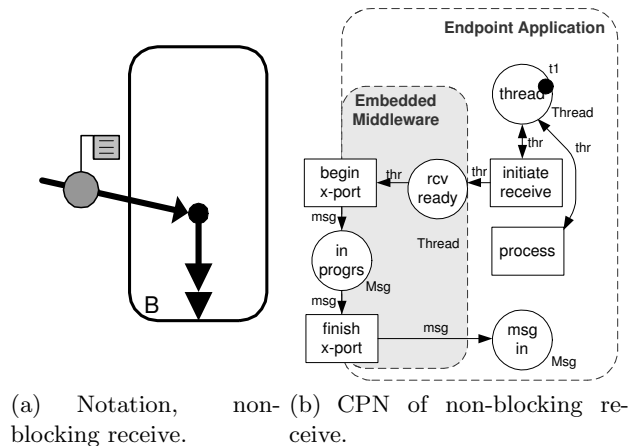 Endpoint Application
t1
thread
Thread
Embedded
Middleware
thr
thr
begin
x-port
thr
rcv
ready
thr
initiate
receive
msg
Thread
process
in
progrs
Msg
msg
B
finish
x-port
msg
msg
in
Msg
(a) Notation, non-
blocking receive.
(b) CPN of non-blocking re-
ceive.